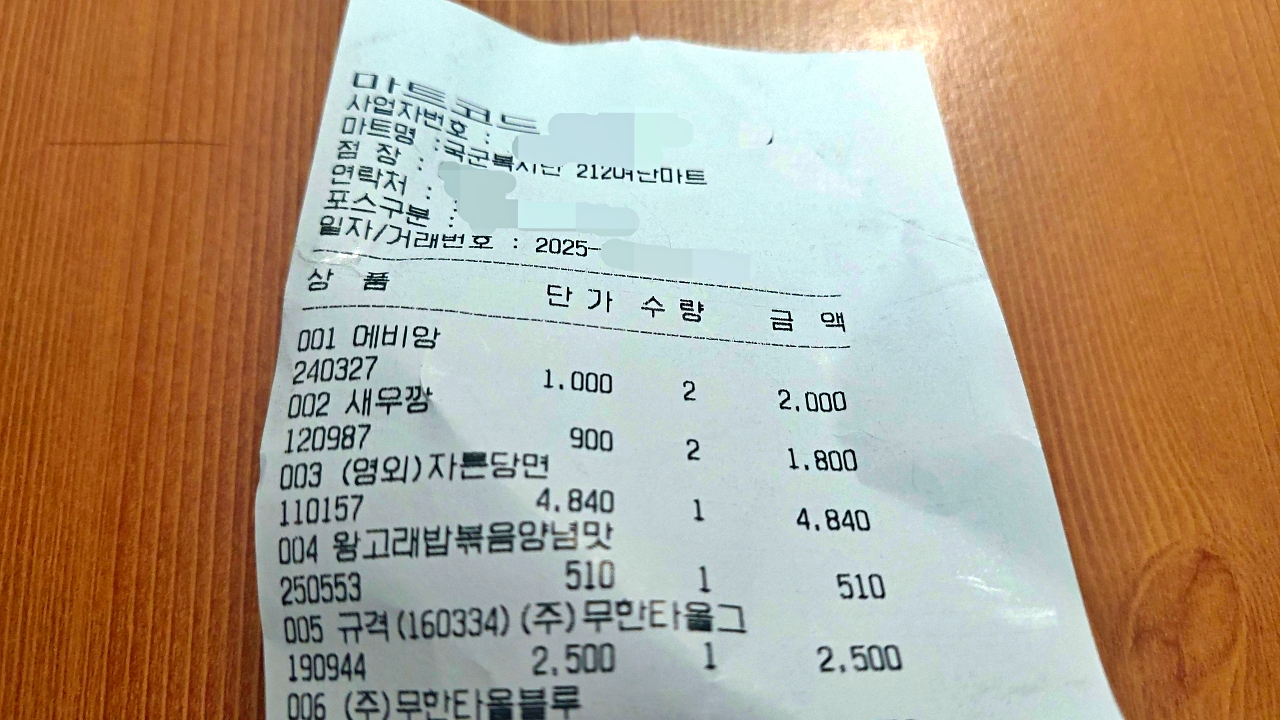 마트코드
사업자번호 :
마트명 :국군복지단 212여단마트
점 장 :
연락처 :
포스구분 :
일자/거래번호 : 2025-
상 품 단 가 수 량 금 액
001 메비앙
240327 1.000 2 2.000
002 새우깡
120987 900 2 1.800
003 (영외)자른당면
110157 4.840 1 4.840
004 왕고래밥볶음양념맛
250553 510 1 510
005 규격(160334)(주)무한타올그
190944 2.500 1 2.500
006 (주)무한타올블루